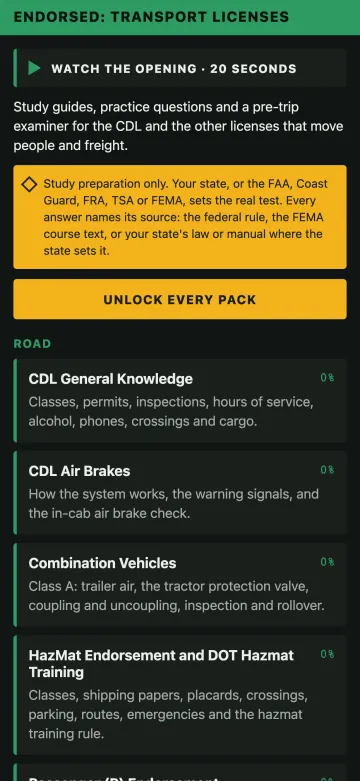 ENDORSED: TRANSPORT LICENSES
WATCH THE OPENING · 20 SECONDS
Study guides, practice questions and a pre-trip
examiner for the CDL and the other licenses that move
people and freight.
Study preparation only. Your state, or the FAA, Coast
Guard, FRA, TSA or FEMA, sets the real test. Every
answer names its source: the federal rule, the FEMA
course text, or your state's law or manual where the
state sets it.
UNLOCK EVERY PACK
ROAD
CDL General Knowledge 0%
Classes, permits, inspections, hours of service,
alcohol, phones, crossings and cargo.
CDL Air Brakes 0%
How the system works, the warning signals, and
the in-cab air brake check.
Combination Vehicles 0%
Class A: trailer air, the tractor protection valve,
coupling and uncoupling, inspection and rollover.
HazMat Endorsement and DOT Hazmat 0%
Training
Classes, shipping papers, placards, crossings,
parking, routes, emergencies and the hazmat
training rule.
Passenger (P) Endorsement 0%